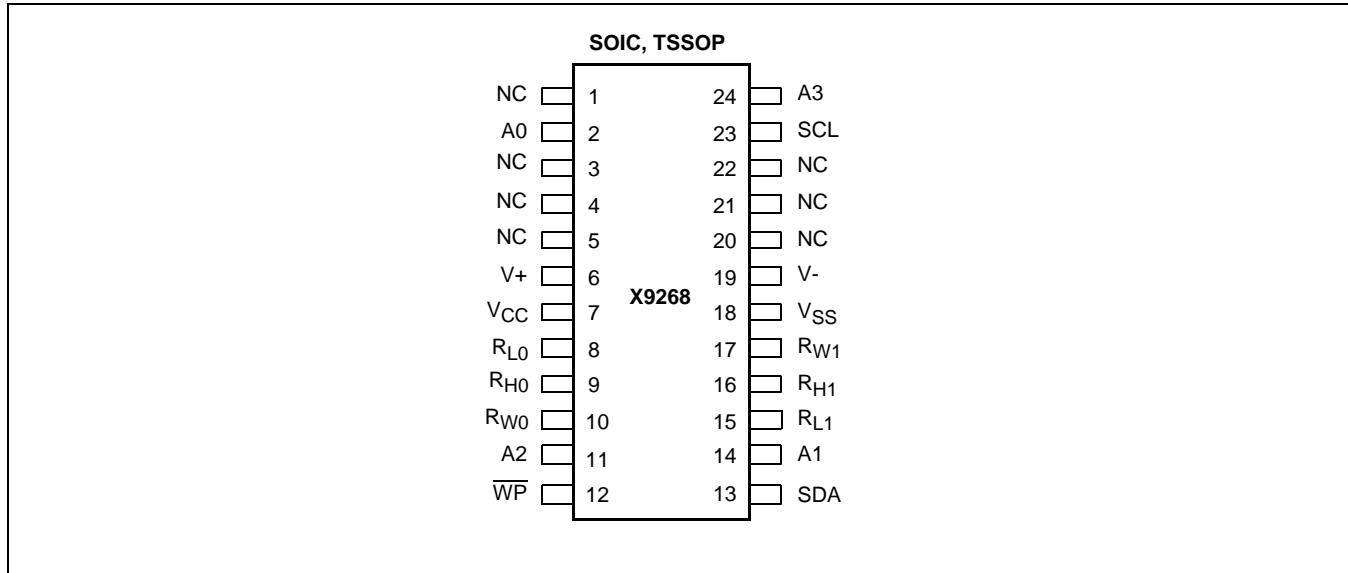 SOIC, TSSOP
NC 1 24 A3
A0 2 23 SCL
NC 3 22 NC
NC 4 21 NC
NC 5 20 NC
V+ 6 19 V-
X9268
VCC 7 18 VSS
RL0 8 17 RW1
RH0 9 16 RH1
RW0 10 15 RL1
A2 11 14 A1
W̅P̅ 12 13 SDA